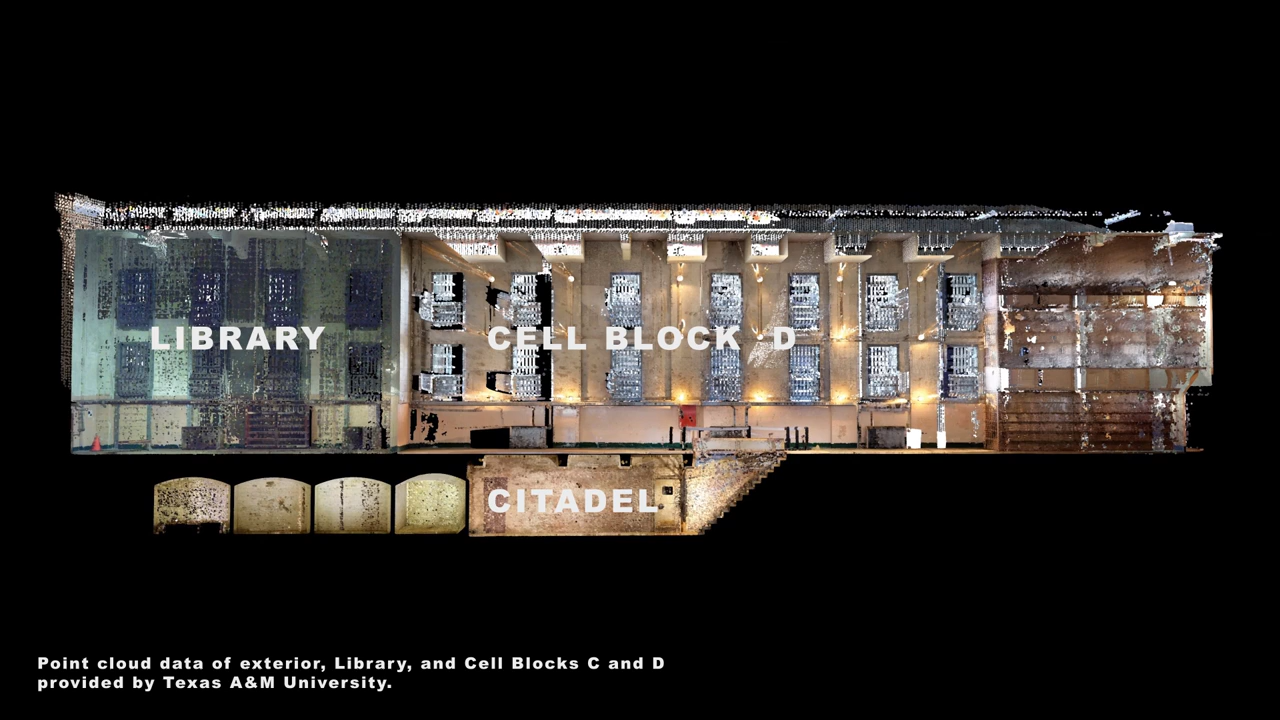 LIBRARY
CELL BLOCK D
CITADEL
Point cloud data of exterior, Library, and Cell Blocks C and D
provided by Texas A&M University.